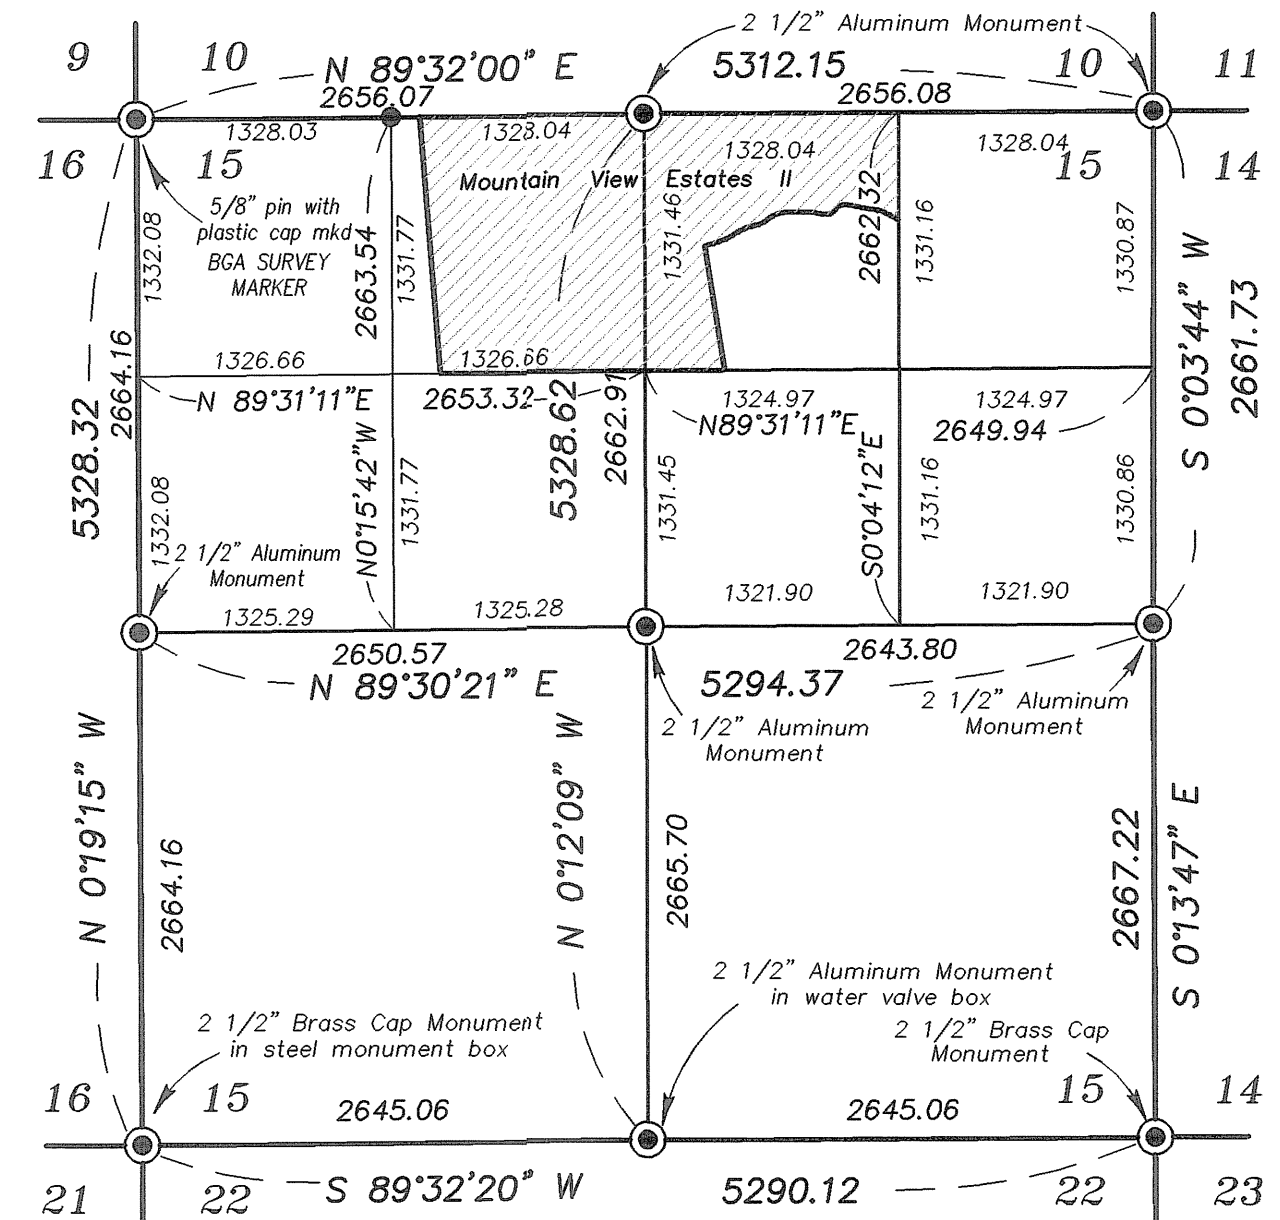 2 1/2" Aluminum Monument
9
10
N 89°32'00" E
5312.15
10
11
2656.07
2656.08
1328.03
1328.04
1328.04
1328.04
16
15
15
14
Mountain View Estates II
5/8" pin with
plastic cap mkd
BGA SURVEY
MARKER
1332.08
2663.54
1331.77
1331.46
2662.32
1331.16
1330.87
S 0°03'44" W
2661.73
5328.32
2664.16
1326.66
1326.66
N 89°31'11"E
2653.32
5328.62
2662.91
1324.97
1324.97
N89°31'11"E
2649.94
1332.08
N0°15'42"W
1331.77
1331.45
S0°04'12"E
1331.16
1330.86
2 1/2" Aluminum
Monument
1325.29
1325.28
1321.90
1321.90
2650.57
2643.80
N 89°30'21" E
5294.37
2 1/2" Aluminum
Monument
2 1/2" Aluminum
Monument
N 0°19'15" W
2664.16
N 0°12'09" W
2665.70
2667.22
S 0°13'47" E
2 1/2" Aluminum Monument
in water valve box
2 1/2" Brass Cap Monument
in steel monument box
2 1/2" Brass Cap
Monument
16
15
15
14
2645.06
2645.06
S 89°32'20" W
5290.12
21
22
22
23